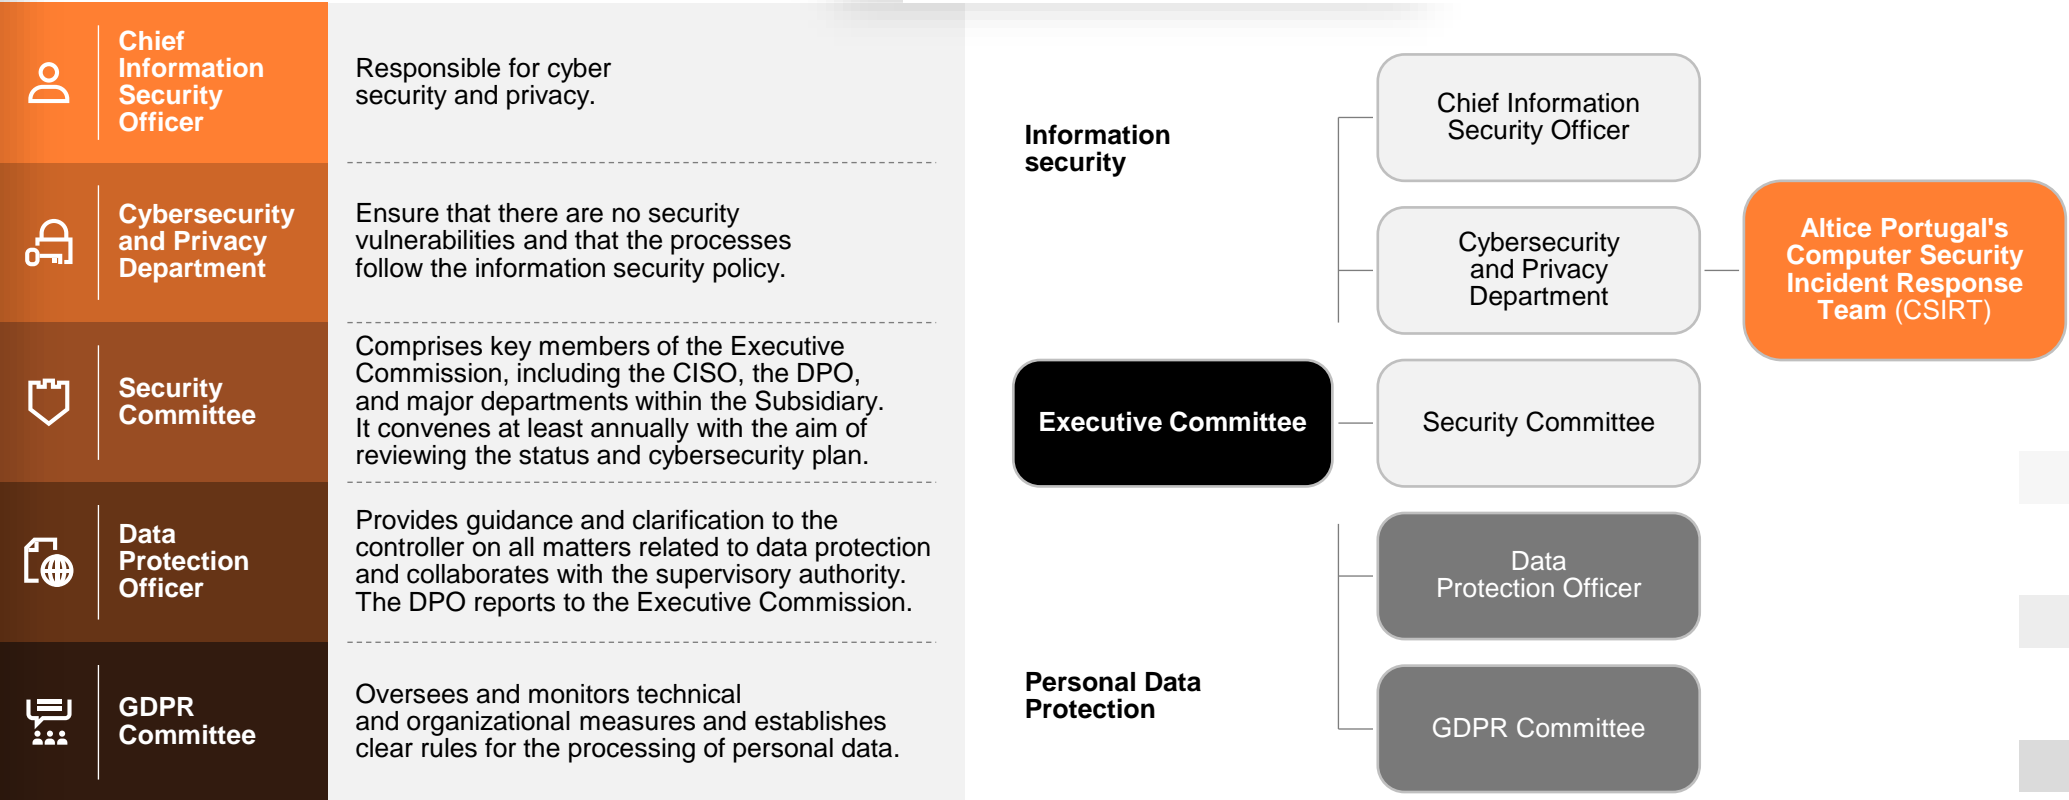 Chief
Information
Security
Officer
Responsible for cyber
security and privacy.
Cybersecurity
and Privacy
Department
Ensure that there are no security
vulnerabilities and that the processes
follow the information security policy.
Security
Committee
Comprises key members of the Executive
Commission, including the CISO, the DPO,
and major departments within the Subsidiary.
It convenes at least annually with the aim of
reviewing the status and cybersecurity plan.
Data
Protection
Officer
Provides guidance and clarification to the
controller on all matters related to data protection
and collaborates with the supervisory authority.
The DPO reports to the Executive Commission.
GDPR
Committee
Oversees and monitors technical
and organizational measures and establishes
clear rules for the processing of personal data.
Information
security
Chief Information
Security Officer
Cybersecurity
and Privacy
Department
Altice Portugal's
Computer Security
Incident Response
Team (CSIRT)
Executive Committee
Security Committee
Data
Protection Officer
Personal Data
Protection
GDPR Committee